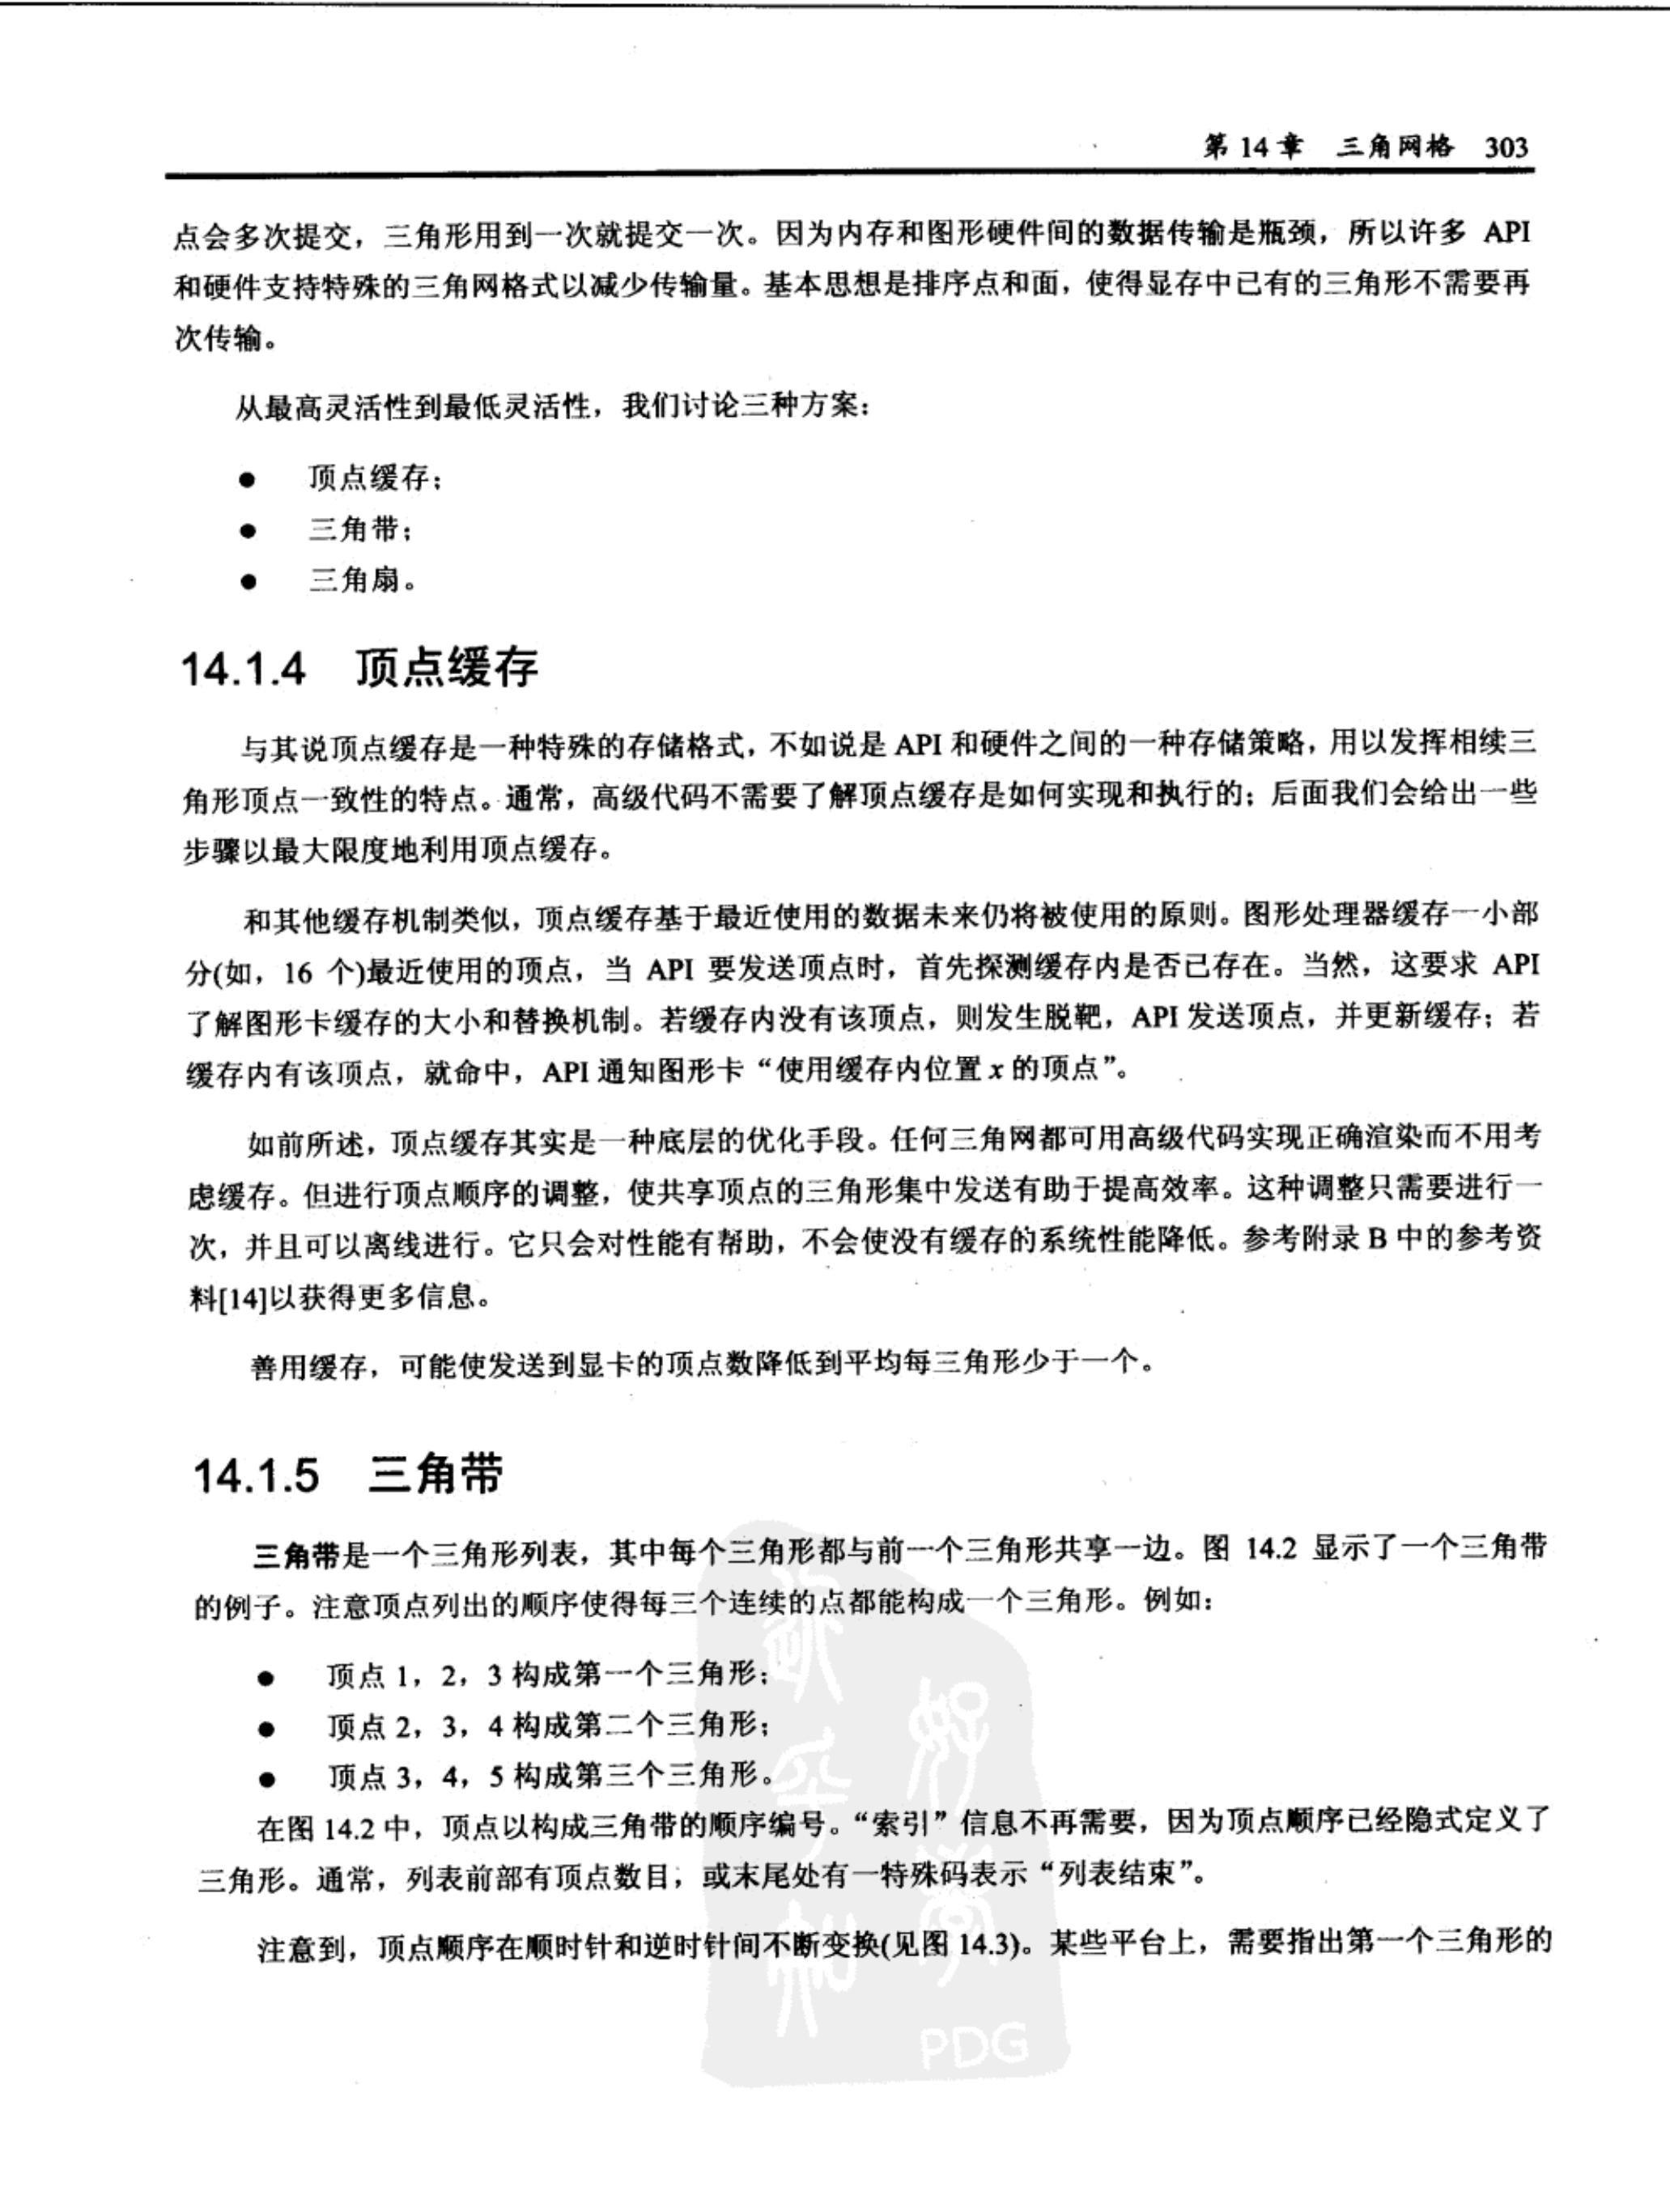 第 14 章 三角网格 303
点会多次提交，三角形用到一次就提交一次。因为内存和图形硬件间的数据传输是瓶颈，所以许多 API
和硬件支持特殊的三角网格式以减少传输量。基本思想是排序点和面，使得显存中已有的三角形不需要再
次传输。
从最高灵活性到最低灵活性，我们讨论三种方案：
● 顶点缓存；
● 三角带；
● 三角扇。
14.1.4 顶点缓存
与其说顶点缓存是一种特殊的存储格式，不如说是 API 和硬件之间的一种存储策略，用以发挥相续三
角形顶点一致性的特点。通常，高级代码不需要了解顶点缓存是如何实现和执行的；后面我们会给出一些
步骤以最大限度地利用顶点缓存。
和其他缓存机制类似，顶点缓存基于最近使用的数据未来仍将被使用的原则。图形处理器缓存一小部
分(如，16 个)最近使用的顶点，当 API 要发送顶点时，首先探测缓存内是否已存在。当然，这要求 API
了解图形卡缓存的大小和替换机制。若缓存内没有该顶点，则发生脱靶，API 发送顶点，并更新缓存；若
缓存内有该顶点，就命中，API 通知图形卡“使用缓存内位置 x 的顶点”。
如前所述，顶点缓存其实是一种底层的优化手段。任何三角网都可用高级代码实现正确渲染而不用考
虑缓存。但进行顶点顺序的调整，使共享顶点的三角形集中发送有助于提高效率。这种调整只需要进行一
次，并且可以离线进行。它只会对性能有帮助，不会使没有缓存的系统性能降低。参考附录 B 中的参考资
料[14]以获得更多信息。
善用缓存，可能使发送到显卡的顶点数降低到平均每三角形少于一个。
14.1.5 三角带
三角带是一个三角形列表，其中每个三角形都与前一个三角形共享一边。图 14.2 显示了一个三角带
的例子。注意顶点列出的顺序使得每三个连续的点都能构成一个三角形。例如：
● 顶点 1，2，3 构成第一个三角形；
● 顶点 2，3，4 构成第二个三角形；
● 顶点 3，4，5 构成第三个三角形。
在图 14.2 中，顶点以构成三角带的顺序编号。“索引”信息不再需要，因为顶点顺序已经隐式定义了
三角形。通常，列表前部有顶点数目，或末尾处有一特殊码表示“列表结束”。
注意到，顶点顺序在顺时针和逆时针间不断变换(见图 14.3)。某些平台上，需要指出第一个三角形的
PDG